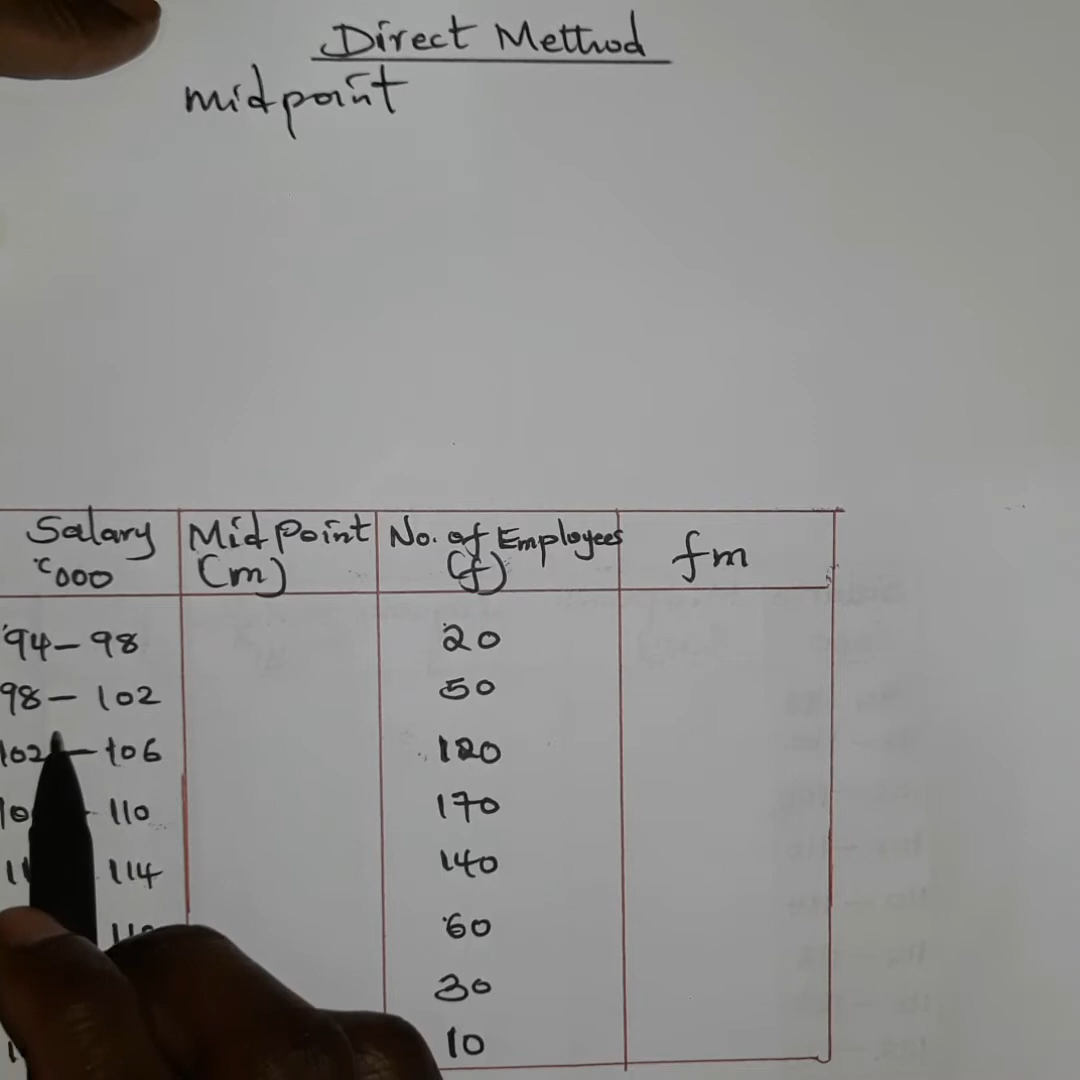 Direct Method
midpoint
Salary Midpoint No. of Employees fm
‘000 (m) (f)
94 – 98 20
98 – 102 50
102 – 106 120
110 170
114 140
60
30
10